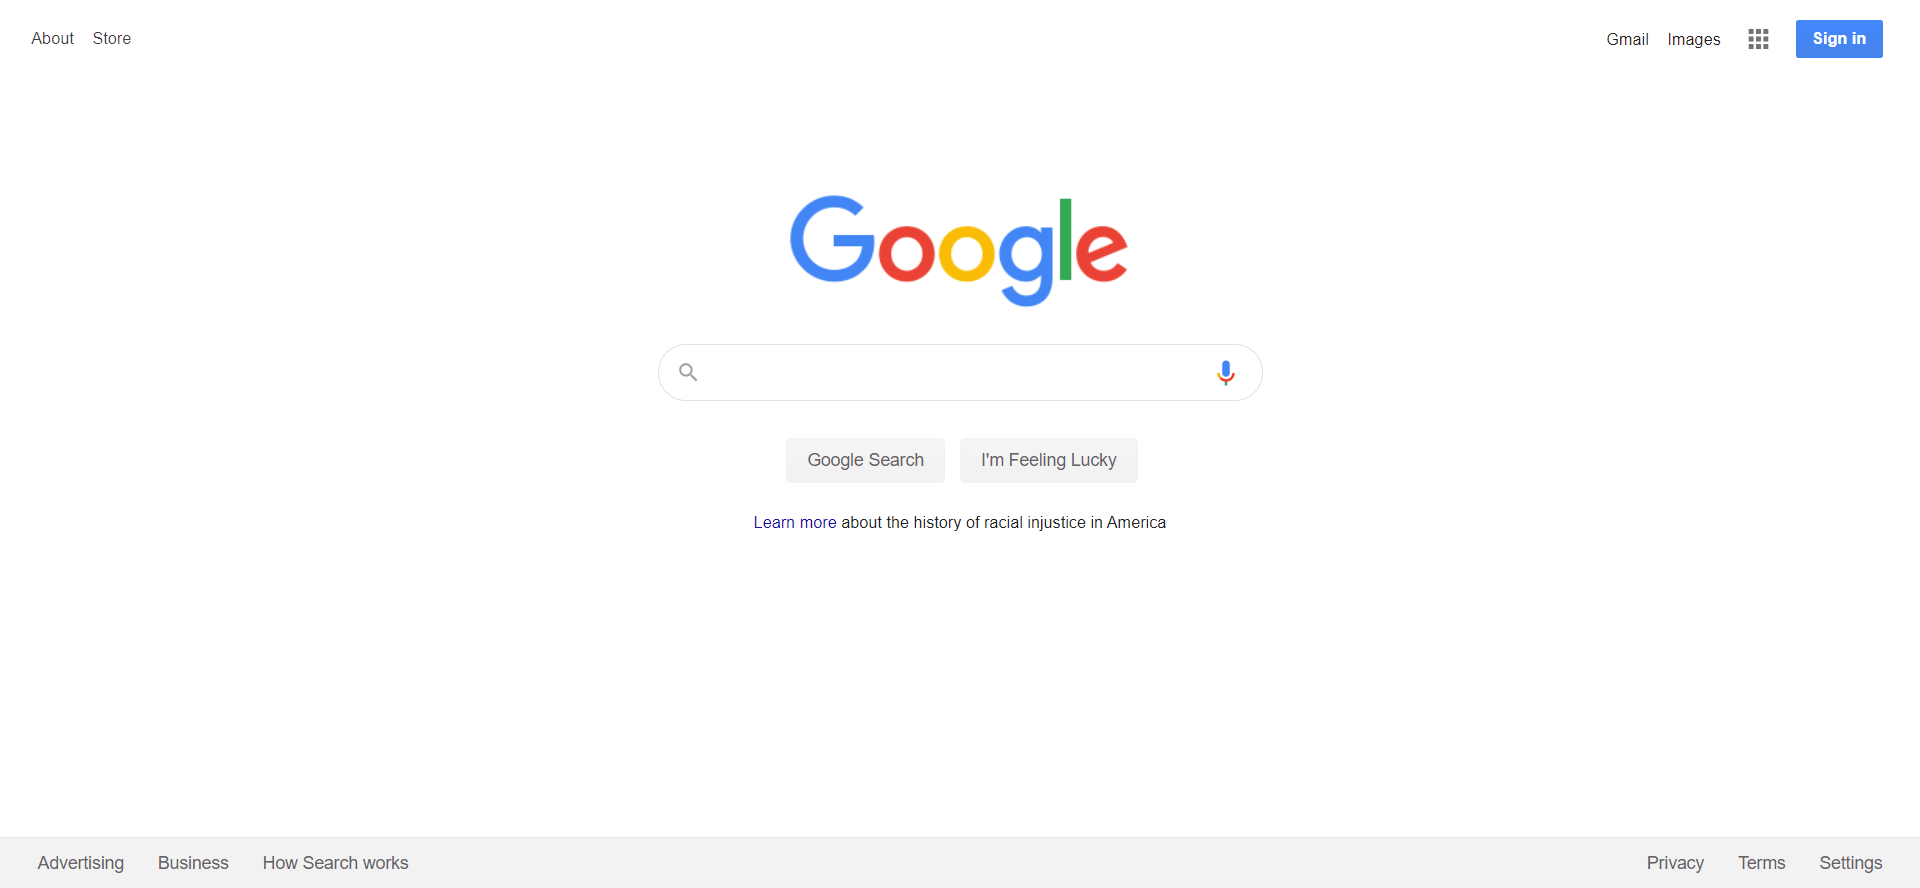 About Store
Gmail Images Sign in
Google
Google Search I'm Feeling Lucky
Learn more about the history of racial injustice in America
Advertising Business How Search works
Privacy Terms Settings